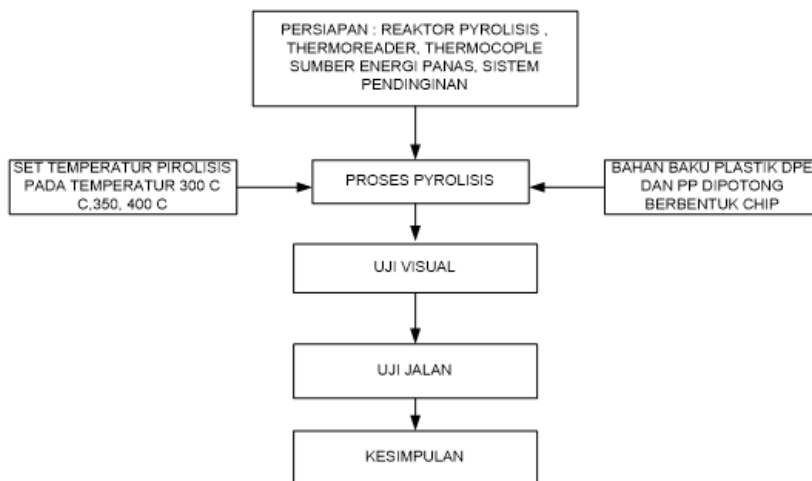 PERSIAPAN : REAKTOR PYROLISIS ,
THERMOREADER, THERMOCOPLE
SUMBER ENERGI PANAS, SISTEM
PENDINGINAN
SET TEMPERATUR PIROLISIS
PADA TEMPERATUR 300 C
C,350, 400 C
PROSES PYROLISIS
BAHAN BAKU PLASTIK DPE
DAN PP DIPOTONG
BERBENTUK CHIP
UJI VISUAL
UJI JALAN
KESIMPULAN